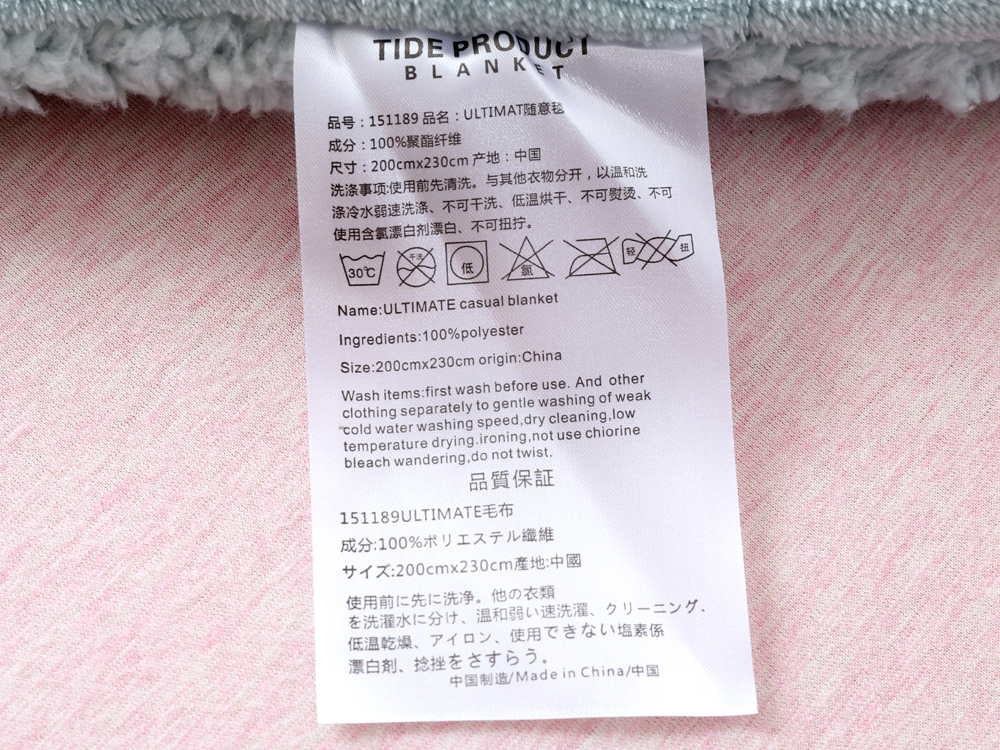 TIDE PRODUCT
BLANKET
品号：151189 品名：ULTIMAT随意毯
成分：100%聚酯纤维
尺寸：200cmx230cm 产地：中国
洗涤事项:使用前先清洗。与其他衣物分开，以温和洗
涤冷水弱速洗涤、不可干洗、低温烘干、不可熨烫、不可
使用含氯漂白剂漂白、不可扭拧。
30℃ 干洗 低 氯 轻 扭
Name:ULTIMATE casual blanket
Ingredients:100%polyester
Size:200cmx230cm origin:China
Wash items:first wash before use. And other
clothing separately to gentle washing of weak
cold water washing speed,dry cleaning,low
temperature drying.ironing,not use chiorine
bleach wandering,do not twist.
品質保証
151189ULTIMATE毛布
成分:100%ポリエステル纖維
サイズ:200cmx230cm產地:中國
使用前に先に洗净。他の衣類
を洗濯水に分け、温和弱い速洗濯、クリーニング、
低温乾燥、アイロン、使用できない塩素係
漂白剤、捻挫をさすらう。
中国制造/Made in China/中国